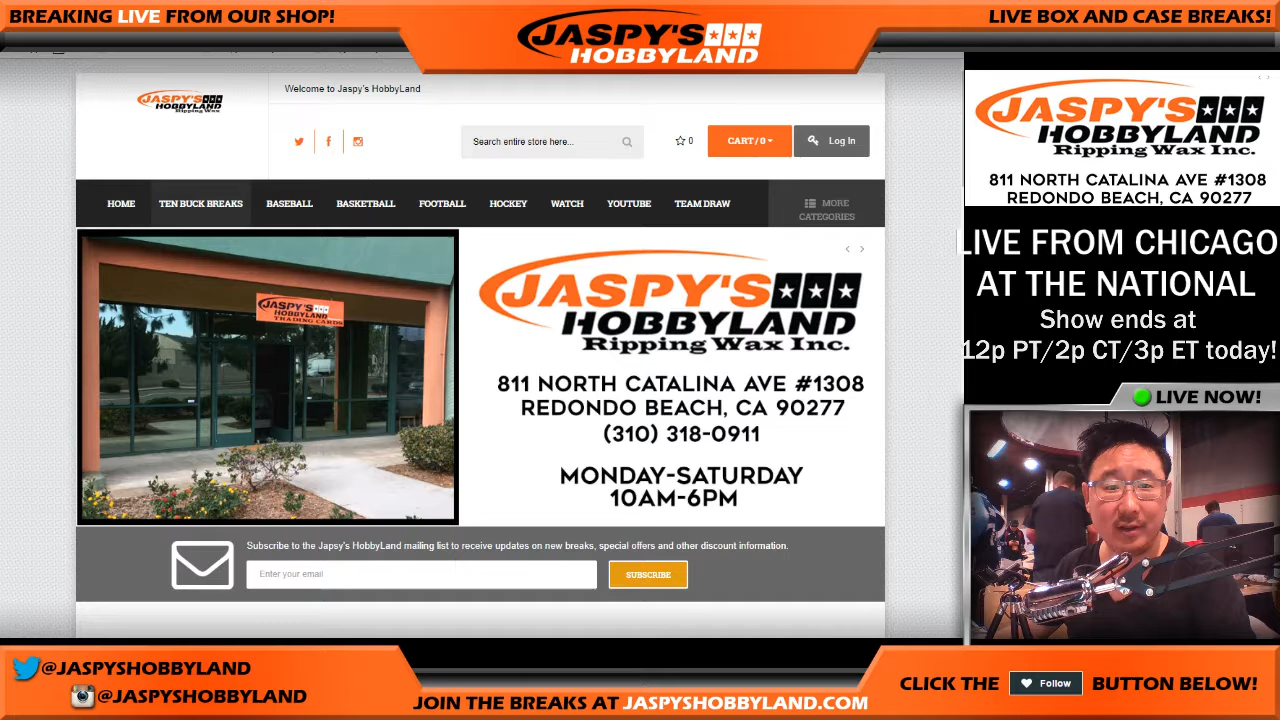 BREAKING LIVE FROM OUR SHOP!
JASPY'S
HOBBYLAND
LIVE BOX AND CASE BREAKS!
JASPY'S
HOBBYLAND
Ripping Wax
Welcome to Jaspy's HobbyLand
Search entire store here...
0
CART / 0
Log In
HOME
TEN BUCK BREAKS
BASEBALL
BASKETBALL
FOOTBALL
HOCKEY
WATCH
YOUTUBE
TEAM DRAW
MORE
CATEGORIES
JASPY'S
HOBBYLAND
TRADING CARDS
JASPY'S
HOBBYLAND
Ripping Wax Inc.
811 NORTH CATALINA AVE #1308
REDONDO BEACH, CA 90277
(310) 318-0911
MONDAY-SATURDAY
10AM-6PM
Subscribe to the Japsy's HobbyLand mailing list to receive updates on new breaks, special offers and other discount information.
Enter your email
SUBSCRIBE
JASPY'S
HOBBYLAND
Ripping Wax Inc.
811 NORTH CATALINA AVE #1308
REDONDO BEACH, CA 90277
LIVE FROM CHICAGO
AT THE NATIONAL
Show ends at
12p PT/2p CT/3p ET today!
LIVE NOW!
@JASPYSHOBBYLAND
@JASPYSHOBBYLAND
JOIN THE BREAKS AT JASPYSHOBBYLAND.COM
CLICK THE Follow BUTTON BELOW!